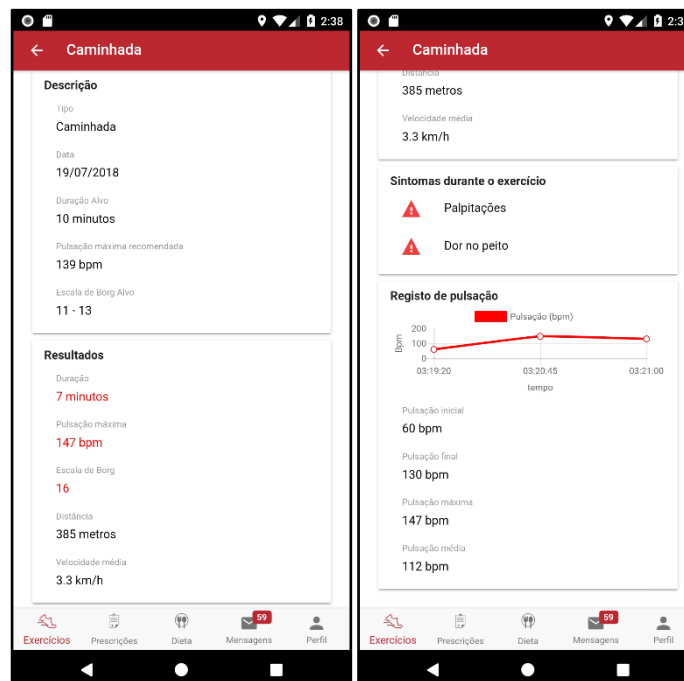 2:38
Caminhada
Descrição
Tipo
Caminhada
Data
19/07/2018
Duração Alvo
10 minutos
Pulsação máxima recomendada
139 bpm
Escala de Borg Alvo
11 - 13
Resultados
Duração
7 minutos
Pulsação máxima
147 bpm
Escala de Borg
16
Distância
385 metros
Velocidade média
3.3 km/h
59
Exercícios Prescrições Dieta Mensagens Perfil
2:3
Caminhada
Distância
385 metros
Velocidade média
3.3 km/h
Sintomas durante o exercício
Palpitações
Dor no peito
Registo de pulsação
Pulsação (bpm)
Bpm
200
100
0
03:19:20 03:20:45 03:21:00
tempo
Pulsação inicial
60 bpm
Pulsação final
130 bpm
Pulsação máxima
147 bpm
Pulsação média
112 bpm
59
Exercícios Prescrições Dieta Mensagens Perfil